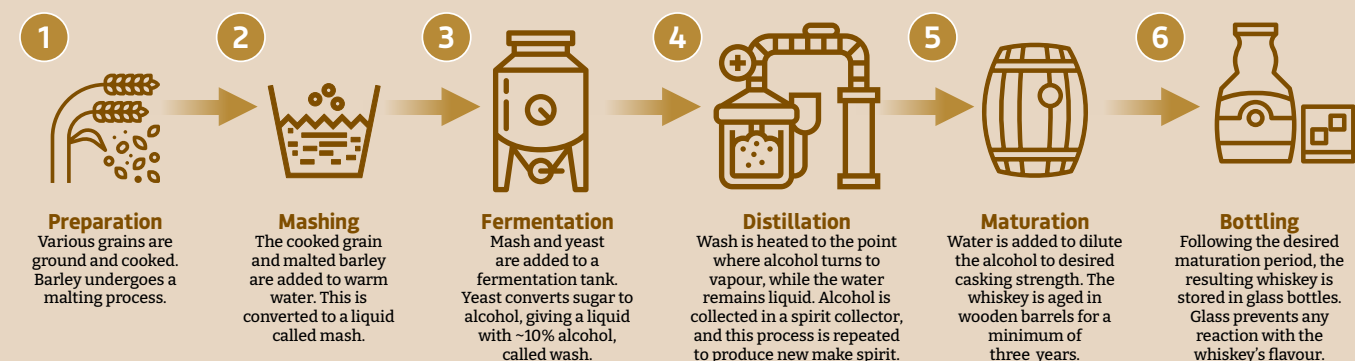 1
2
3
4
5
6
Preparation
Various grains are
ground and cooked.
Barley undergoes a
malting process.
Mashing
The cooked grain
and malted barley
are added to warm
water. This is
converted to a liquid
called mash.
Fermentation
Mash and yeast
are added to a
fermentation tank.
Yeast converts sugar to
alcohol, giving a liquid
with ~10% alcohol,
called wash.
Distillation
Wash is heated to the point
where alcohol turns to
vapour, while the water
remains liquid. Alcohol is
collected in a spirit collector,
and this process is repeated
to produce new make spirit.
Maturation
Water is added to dilute
the alcohol to desired
casking strength. The
whiskey is aged in
wooden barrels for a
minimum of
three years.
Bottling
Following the desired
maturation period, the
resulting whiskey is
stored in glass bottles.
Glass prevents any
reaction with the
whiskey's flavour.